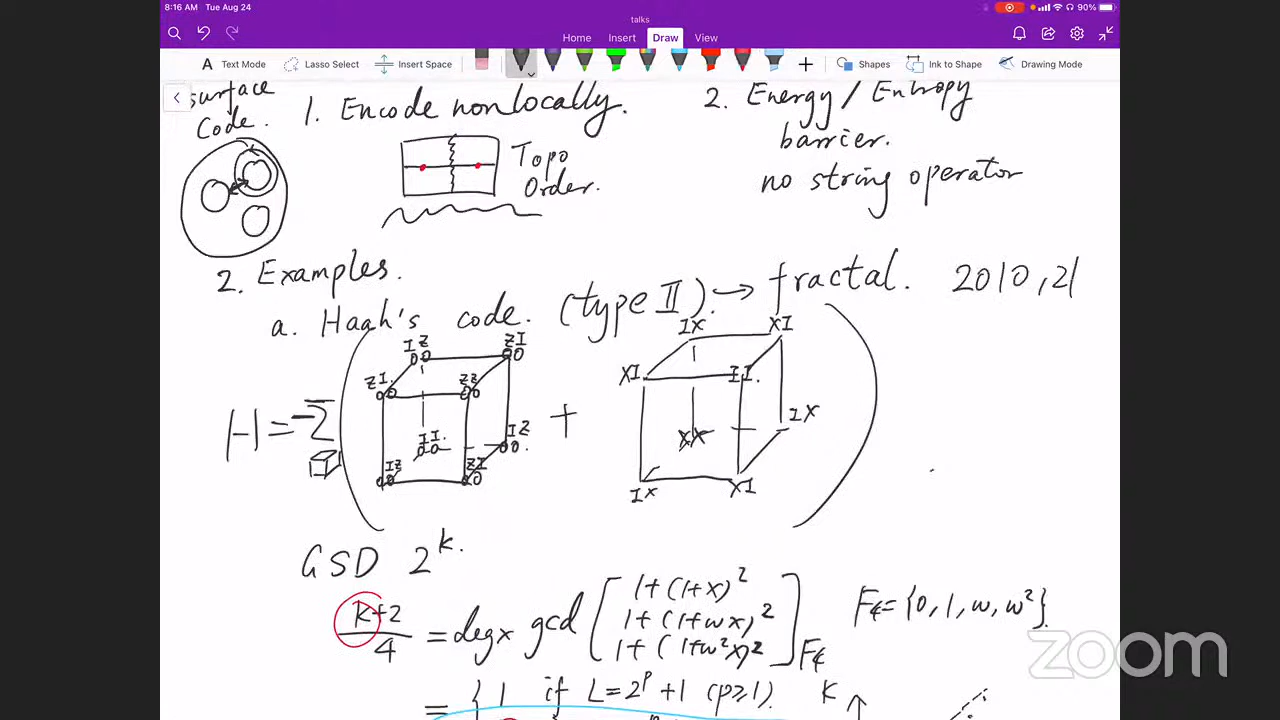 8:16 AM Tue Aug 24
90%
talks
Home Insert Draw View
Text Mode Lasso Select Insert Space Shapes Ink to Shape Drawing Mode
surface
Code.
1. Encode nonlocally.
Topo
Order.
2. Energy / Entropy
barrier.
no string operator
2. Examples.
a. Haah's code. (type II). → fractal. 2010, 21
IZ ZI
ZI ZZ
II IZ
IZ ZI
IX XI
XI II.
XX IX
IX XI
H = -Σ ( + )
GSD 2^k.
k+2
4
= deg_x gcd [ 1+(1+x)^2
1+(1+wx)^2
1+(1+w^2x)^2 ] F4
F4 = {0, 1, w, w^2}.
= { 1 if L = 2^p + 1 (p≥1).
K
zoom